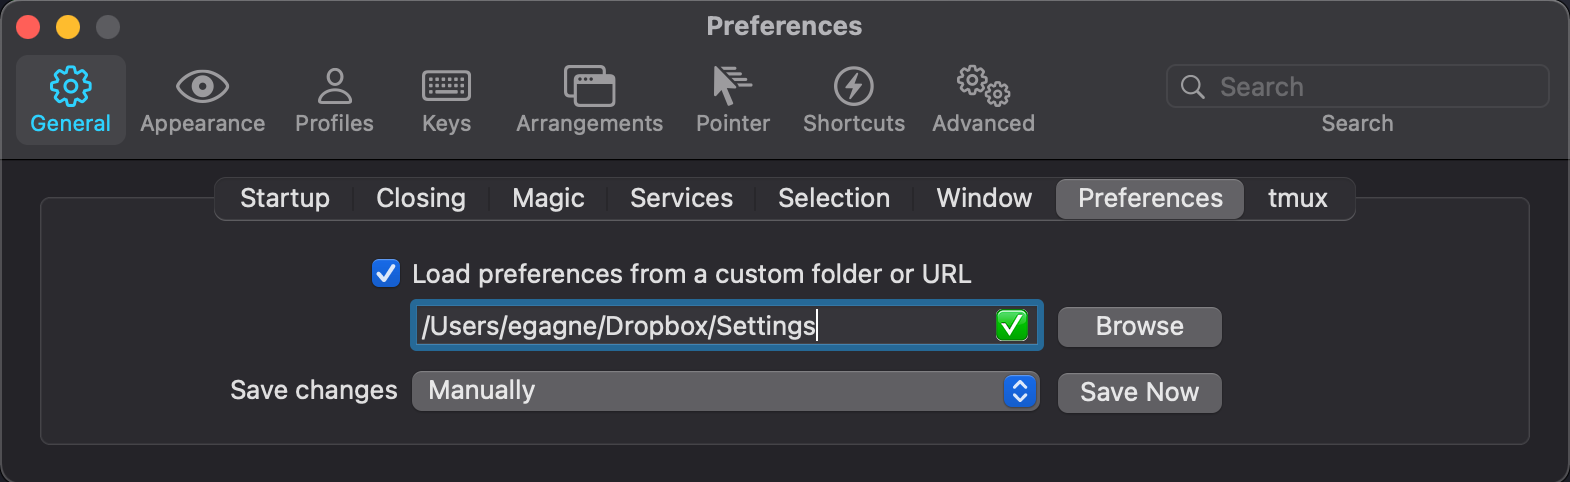 Preferences
General Appearance Profiles Keys Arrangements Pointer Shortcuts Advanced Search
Search
Startup Closing Magic Services Selection Window Preferences tmux
Load preferences from a custom folder or URL
/Users/egagne/Dropbox/Settings Browse
Save changes Manually Save Now